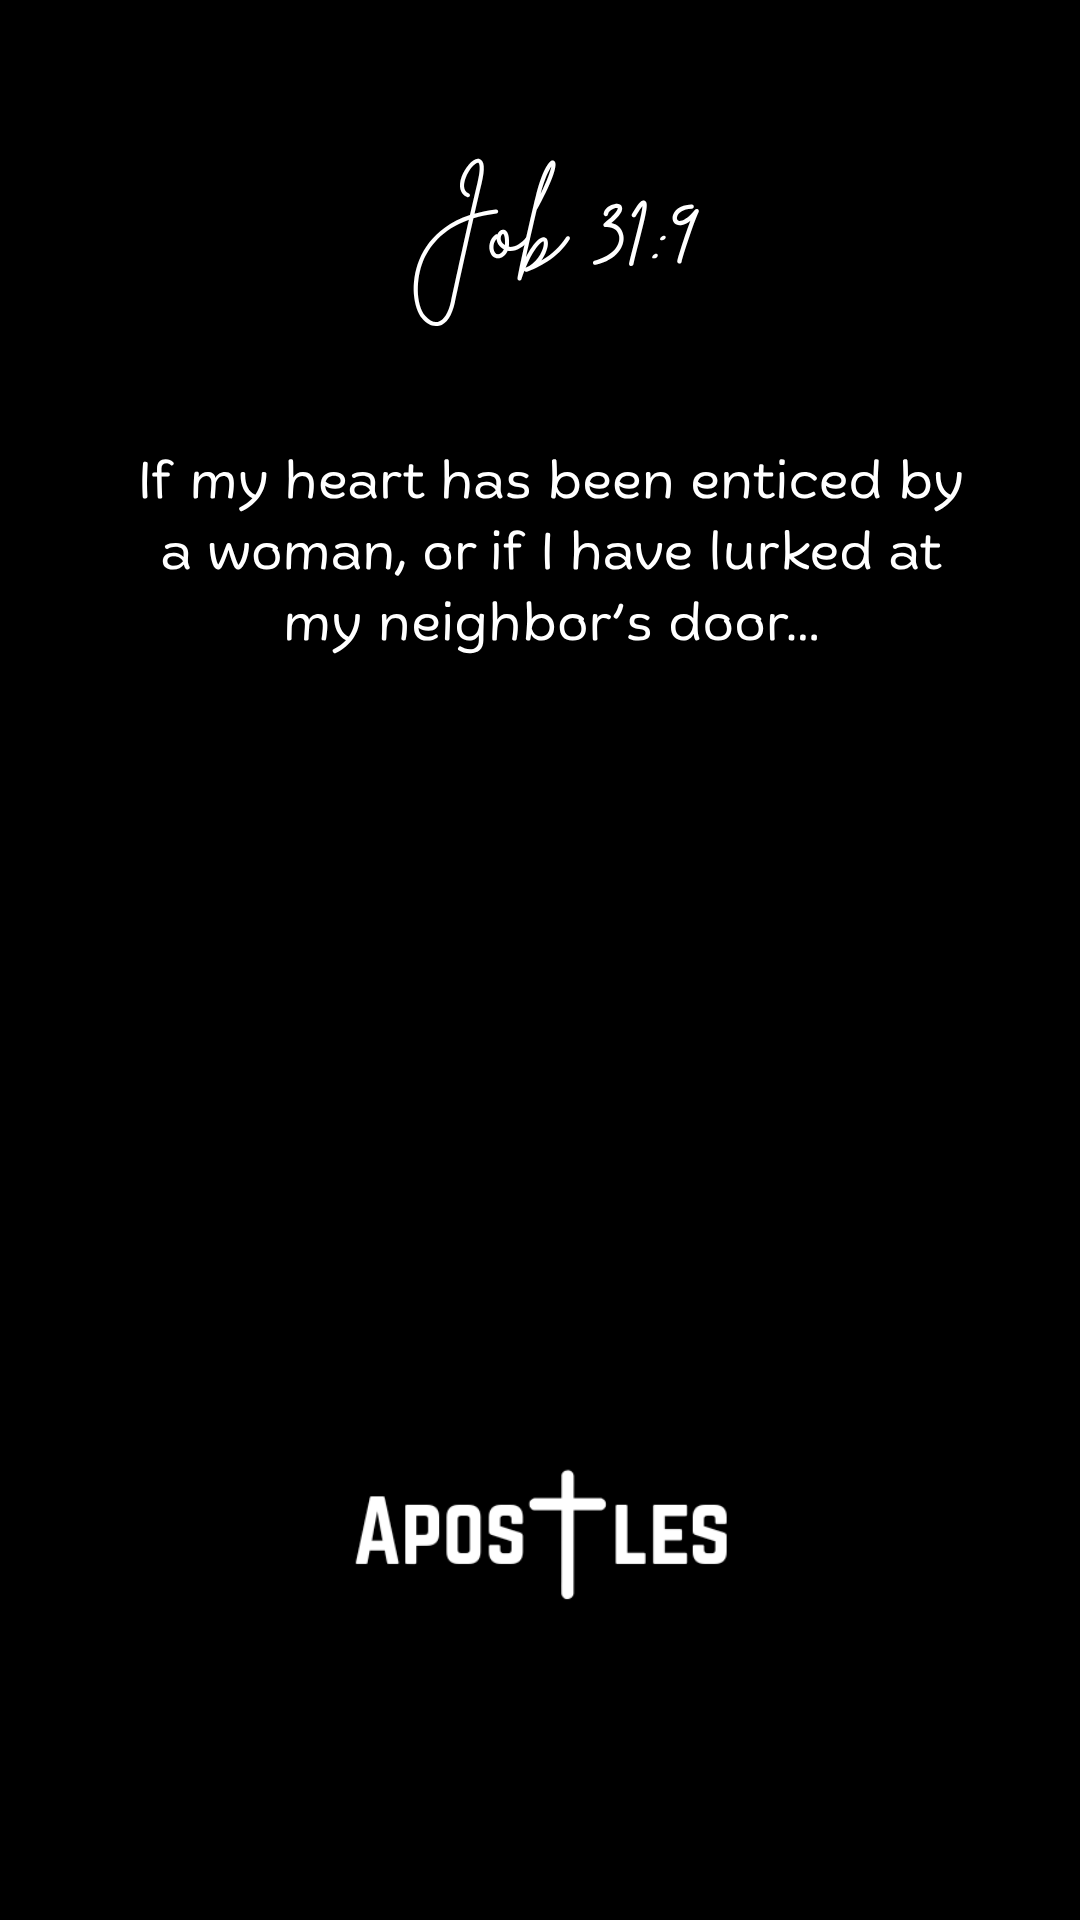 Job 31:9
If my heart has been enticed by
a woman, or if I have lurked at
my neighbor's door...
APOSTLES